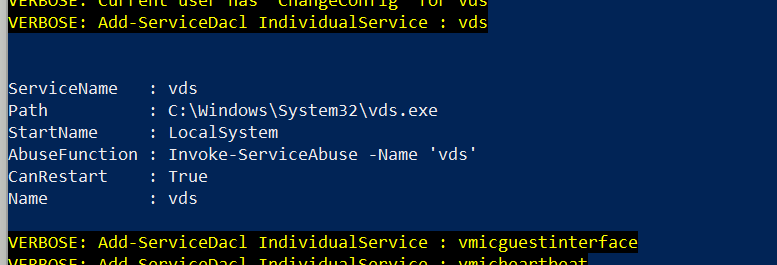 VERBOSE: Current user has 'ChangeConfig' for vds
VERBOSE: Add-ServiceDacl IndividualService : vds
ServiceName : vds
Path : C:\Windows\System32\vds.exe
StartName : LocalSystem
AbuseFunction : Invoke-ServiceAbuse -Name 'vds'
CanRestart : True
Name : vds
VERBOSE: Add-ServiceDacl IndividualService : vmicguestinterface
VERBOSE: Add-ServiceDacl IndividualService : vmicheartbeat